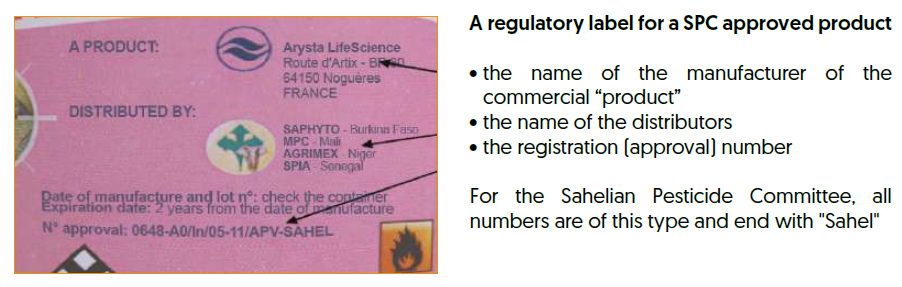 A PRODUCT:
Arysta LifeScience
Route d'Artix - BP 80
64150 Noguères
FRANCE
DISTRIBUTED BY:
SAPHYTO - Burkina Faso
MPC - Mali
AGRIMEX - Niger
SPIA - Senegal
Date of manufacture and lot n°: check the container
Expiration date: 2 years from the date of manufacture
N° approval: 0648-A0/In/05-11/APV-SAHEL
A regulatory label for a SPC approved product
• the name of the manufacturer of the
commercial “product”
• the name of the distributors
• the registration (approval) number
For the Sahelian Pesticide Committee, all
numbers are of this type and end with "Sahel"